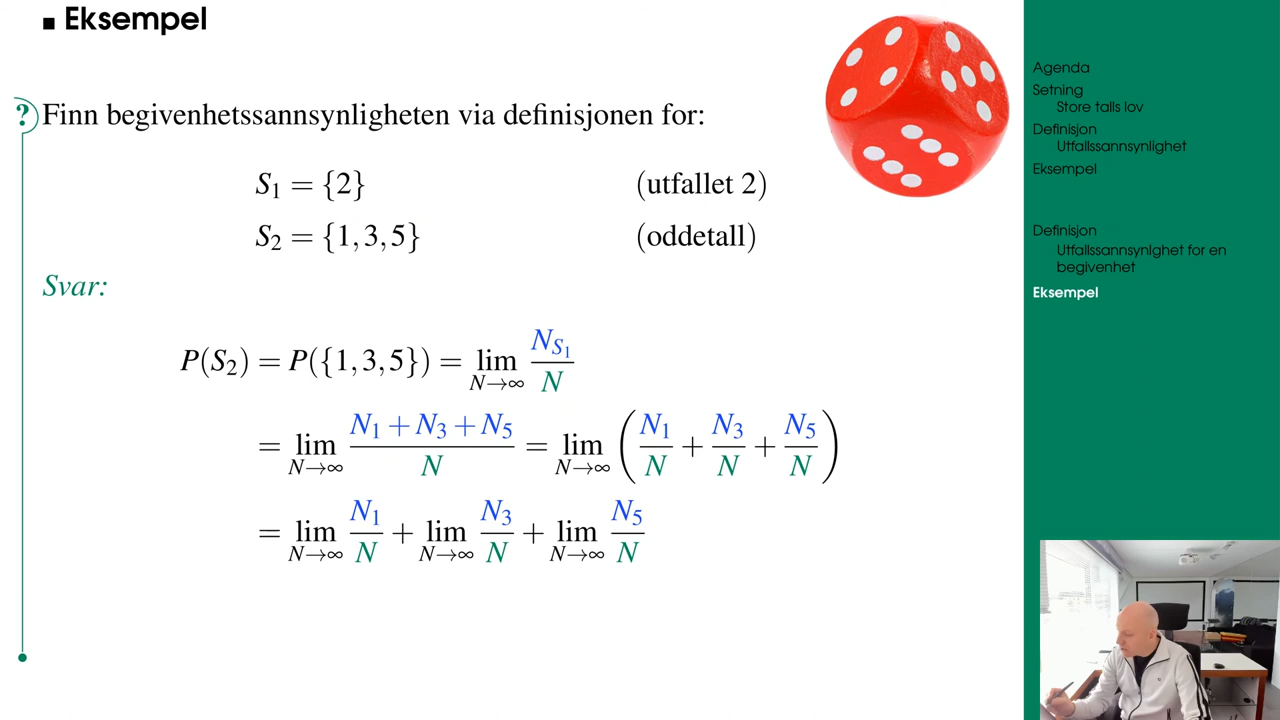 Eksempel
? Finn begivenhetssannsynligheten via definisjonen for:
S₁ = {2} (utfallet 2)
S₂ = {1, 3, 5} (oddetall)
Svar:
P(S₂) = P({1, 3, 5}) = lim_{N→∞} N_{S₁}/N
= lim_{N→∞} (N₁ + N₃ + N₅)/N = lim_{N→∞} (N₁/N + N₃/N + N₅/N)
= lim_{N→∞} N₁/N + lim_{N→∞} N₃/N + lim_{N→∞} N₅/N
Agenda
Setning
Store talls lov
Definisjon
Utfallssannsynlighet
Eksempel
Definisjon
Utfallssannsynlghet for en
begivenhet
Eksempel